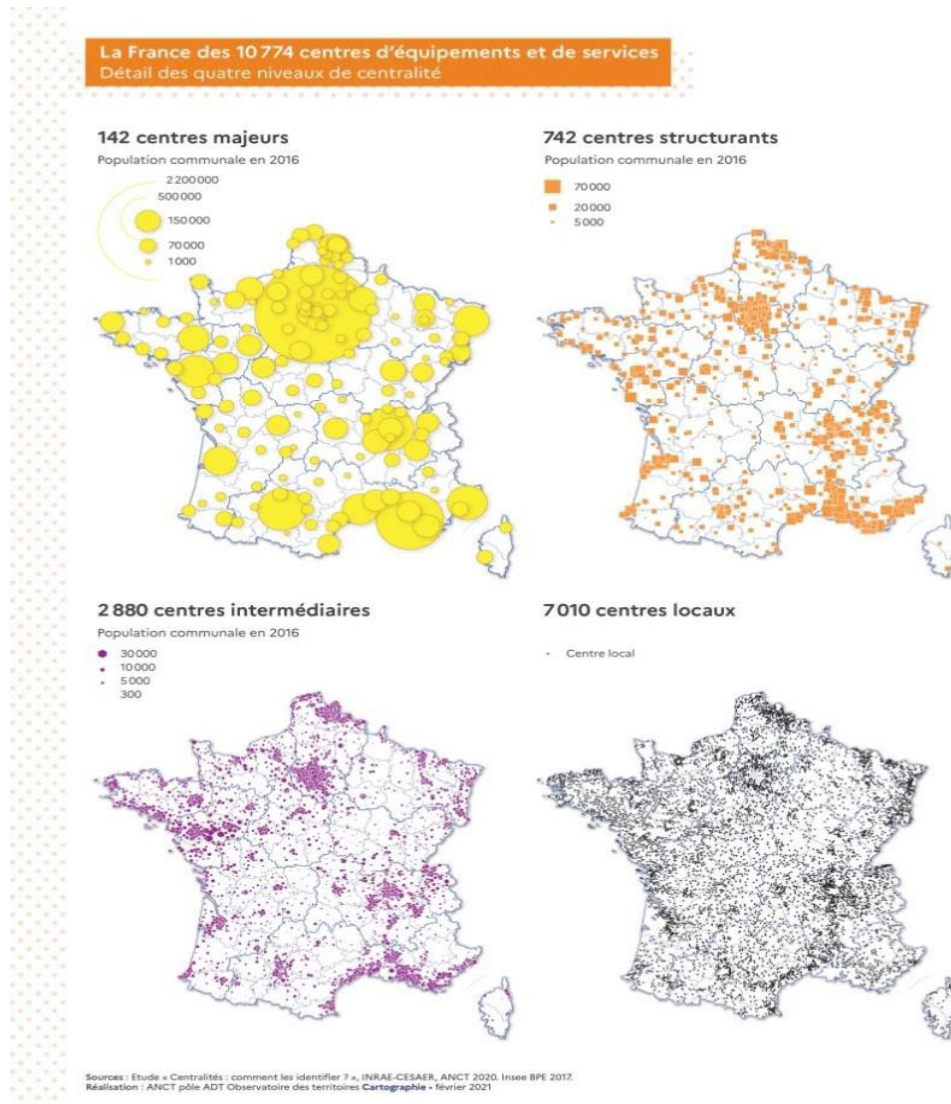 La France des 10 774 centres d'équipements et de services
Détail des quatre niveaux de centralité
142 centres majeurs
Population communale en 2016
2 200 000
500 000
150 000
70 000
1 000
742 centres structurants
Population communale en 2016
70 000
20 000
5 000
2 880 centres intermédiaires
Population communale en 2016
30 000
10 000
5 000
300
7 010 centres locaux
Centre local
Sources : Etude « Centralités : comment les identifier ? », INRAE-CESAER, ANCT 2020. Insee BPE 2017.
Réalisation : ANCT pôle ADT Observatoire des territoires Cartographie • février 2021